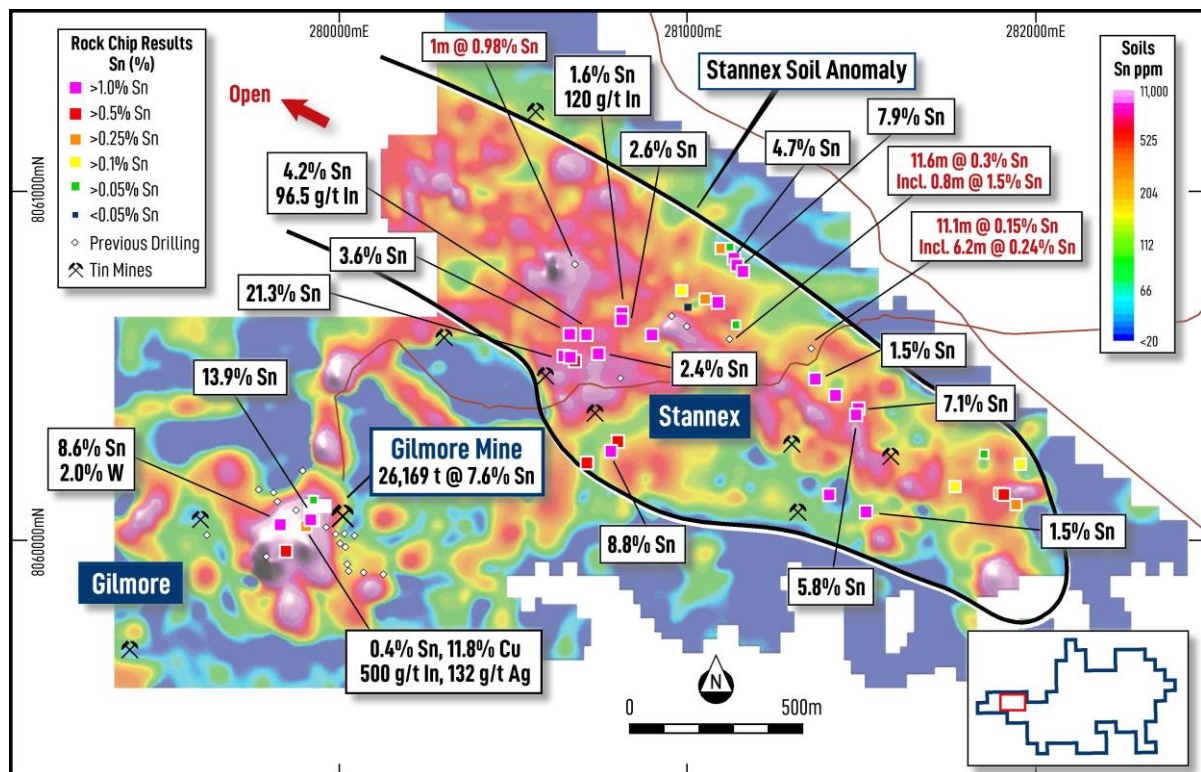 280000mE
281000mE
282000mE
8061000mN
8060000mN
Rock Chip Results
Sn (%)
>1.0% Sn
>0.5% Sn
>0.25% Sn
>0.1% Sn
>0.05% Sn
<0.05% Sn
Previous Drilling
Tin Mines
Open
1m @ 0.98% Sn
1.6% Sn
120 g/t In
Stannex Soil Anomaly
2.6% Sn
4.7% Sn
7.9% Sn
4.2% Sn
96.5 g/t In
11.6m @ 0.3% Sn
Incl. 0.8m @ 1.5% Sn
11.1m @ 0.15% Sn
Incl. 6.2m @ 0.24% Sn
3.6% Sn
21.3% Sn
2.4% Sn
1.5% Sn
13.9% Sn
Stannex
7.1% Sn
8.6% Sn
2.0% W
Gilmore Mine
26,169 t @ 7.6% Sn
8.8% Sn
1.5% Sn
5.8% Sn
Gilmore
0.4% Sn, 11.8% Cu
500 g/t In, 132 g/t Ag
N
0
500m
Soils
Sn ppm
11,000
525
204
112
66
<20